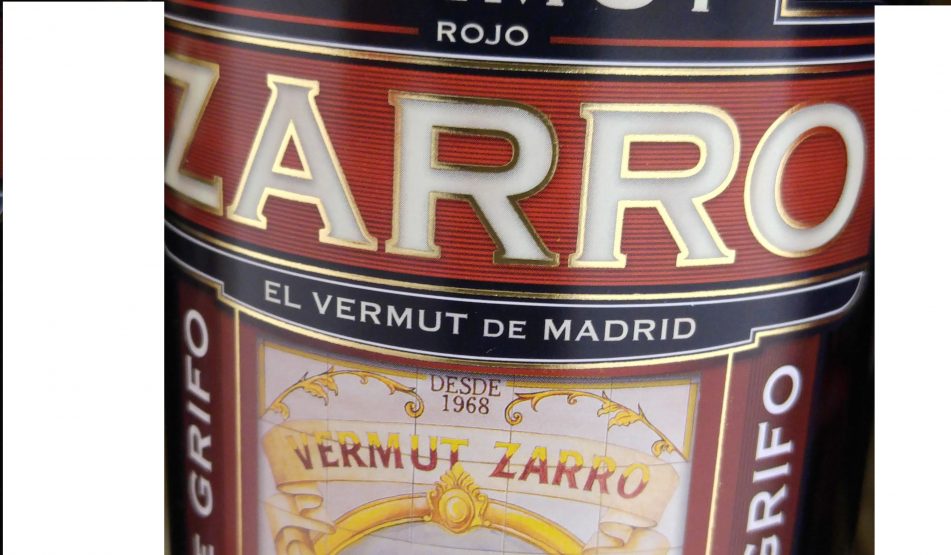 ROJO
ZARRO
EL VERMUT DE MADRID
DESDE
1968
VERMUT ZARRO
GRIFO
GRIFO